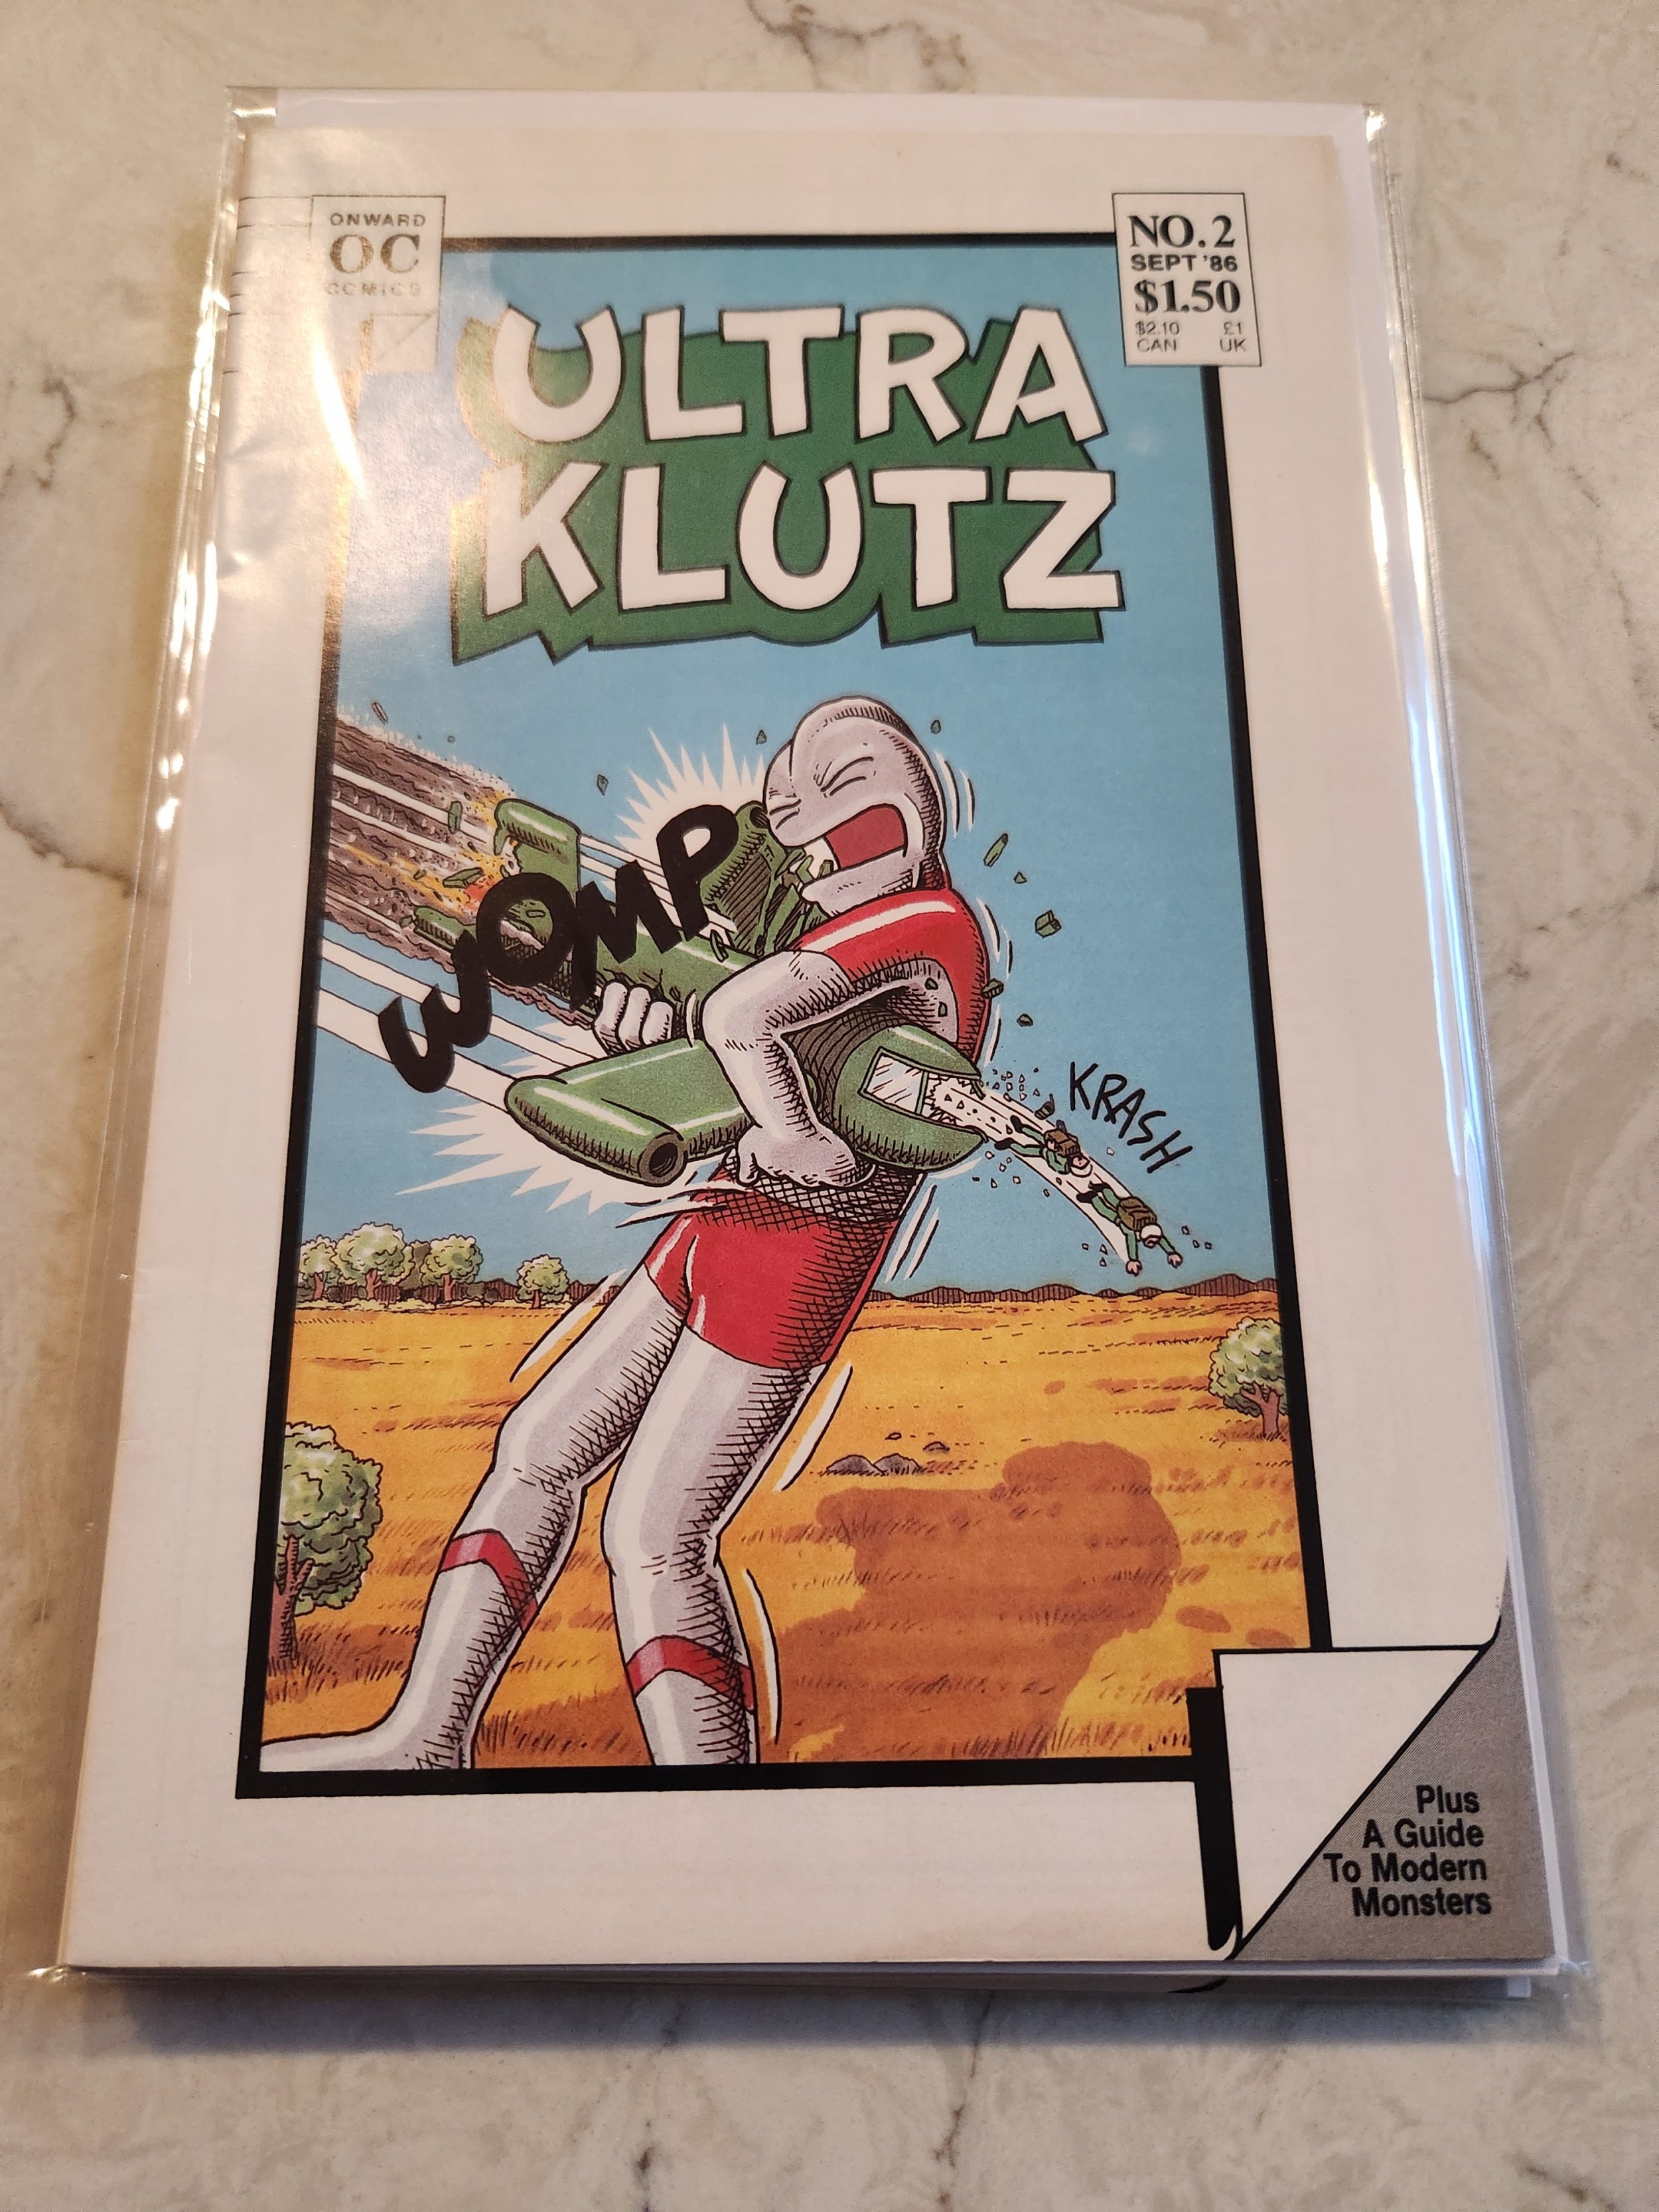 ONWARD
OC
COMICS
NO. 2
SEPT '86
$1.50
$2.10 £1
CAN UK
ULTRA
KLUTZ
WOMP
KRASH
Plus
A Guide
To Modern
Monsters